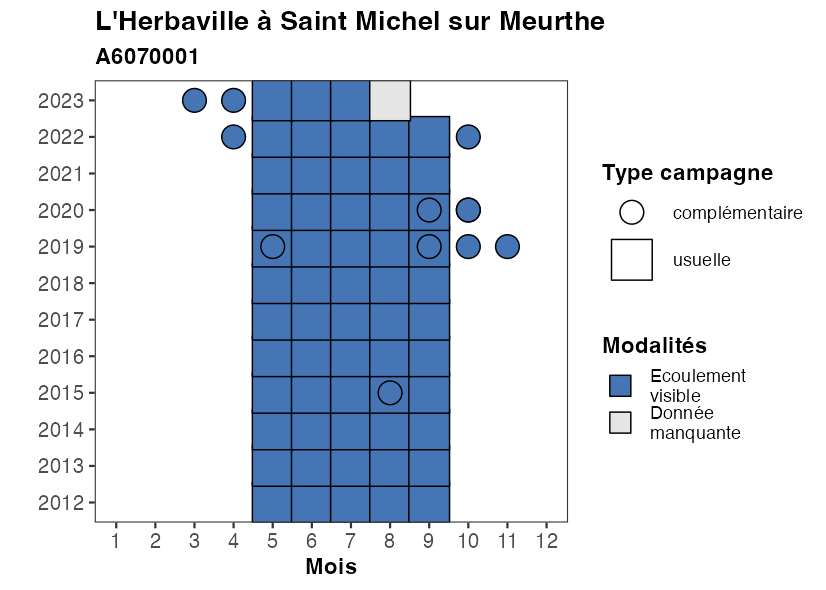 L'Herbaville à Saint Michel sur Meurthe
A6070001
2023
2022
2021
2020
2019
2018
2017
2016
2015
2014
2013
2012
1 2 3 4 5 6 7 8 9 10 11 12
Mois
Type campagne
complémentaire
usuelle
Modalités
Ecoulement
visible
Donnée
manquante